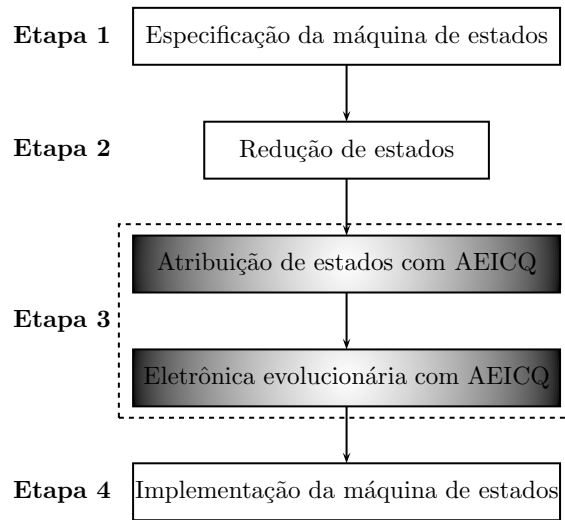 Etapa 1 Especificação da máquina de estados
Etapa 2 Redução de estados
Atribuição de estados com AEICQ
Etapa 3
Eletrônica evolucionária com AEICQ
Etapa 4 Implementação da máquina de estados